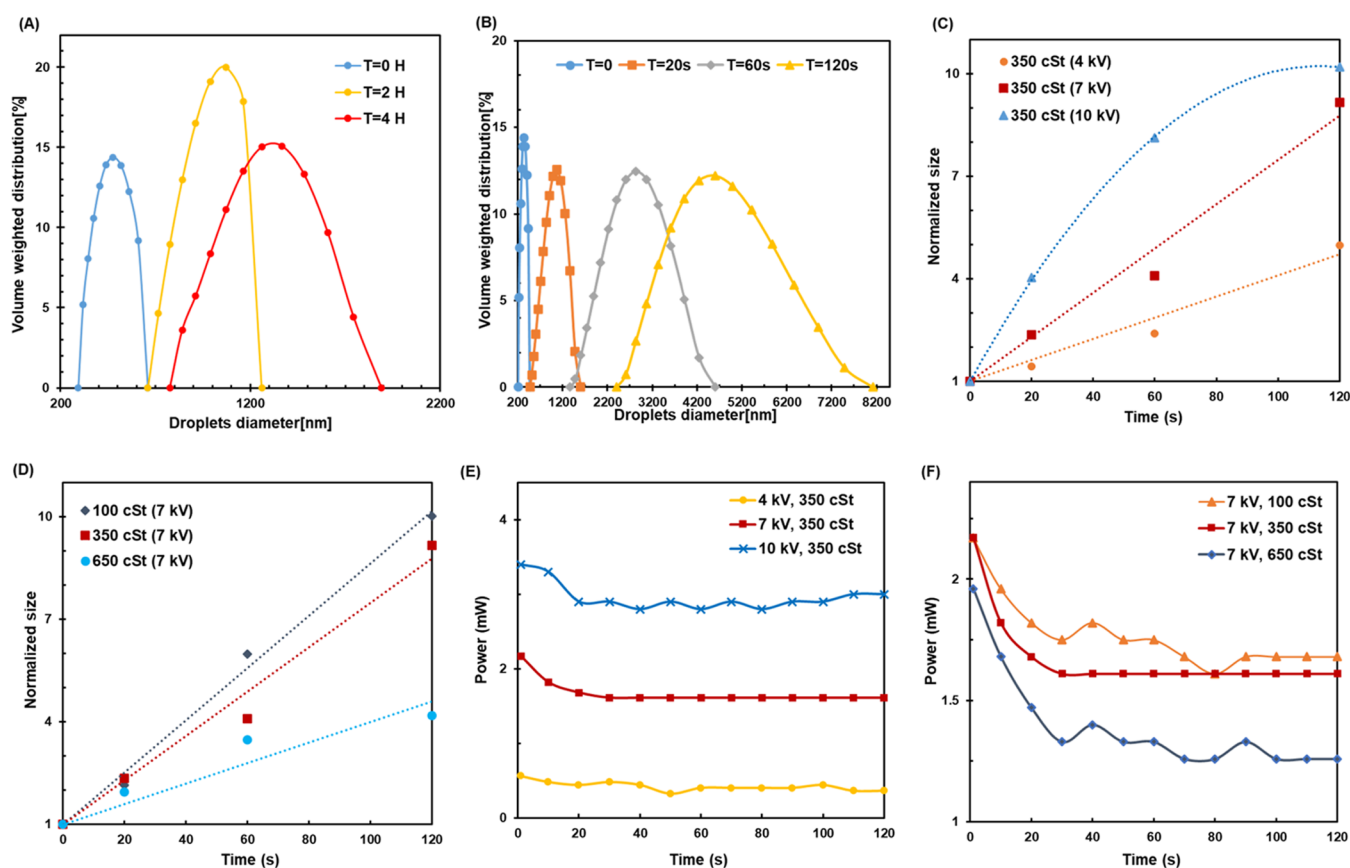 (A)
T=0 H
T=2 H
T=4 H
Volume weighted distribution[%]
20
15
10
5
0
200
1200
2200
Droplets diameter[nm]
(B)
T=0
T=20s
T=60s
T=120s
Volume weighted distribution[%]
20
15
10
5
0
200 1200 2200 3200 4200 5200 6200 7200 8200
Droplets diameter[nm]
(C)
350 cSt (4 kV)
350 cSt (7 kV)
350 cSt (10 kV)
Normalized size
10
7
4
1
0 20 40 60 80 100 120
Time (s)
(D)
100 cSt (7 kV)
350 cSt (7 kV)
650 cSt (7 kV)
Normalized size
10
7
4
1
0 20 40 60 80 100 120
Time (s)
(E)
4 kV, 350 cSt
7 kV, 350 cSt
10 kV, 350 cSt
Power (mW)
4
2
0
0 20 40 60 80 100 120
Time (s)
(F)
7 kV, 100 cSt
7 kV, 350 cSt
7 kV, 650 cSt
Power (mW)
2
1.5
1
0 20 40 60 80 100 120
Time (s)